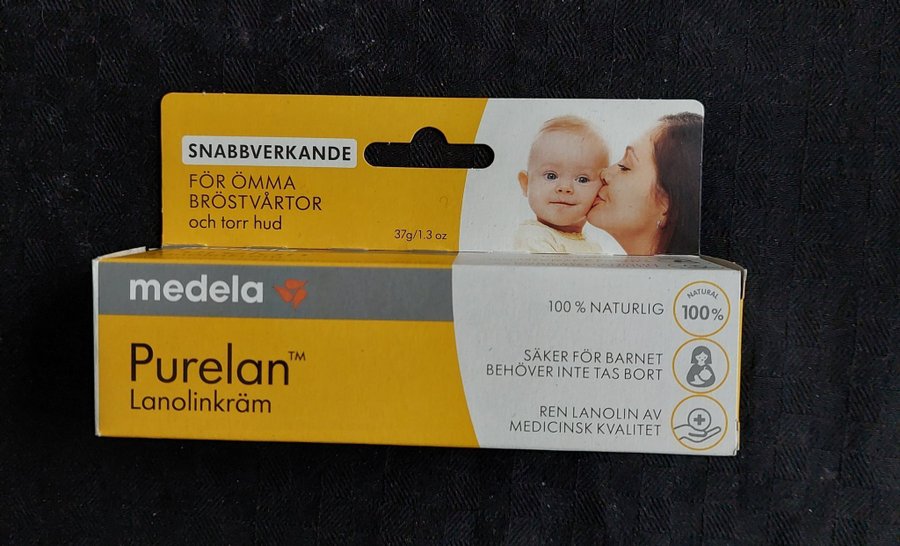 SNABBVERKANDE
FÖR ÖMMA
BRÖSTVÅRTOR
och torr hud
37g/1.3 oz
medela
Purelan™
Lanolinkräm
100 % NATURLIG
NATURAL
100%
SÄKER FÖR BARNET
BEHÖVER INTE TAS BORT
REN LANOLIN AV
MEDICINSK KVALITET